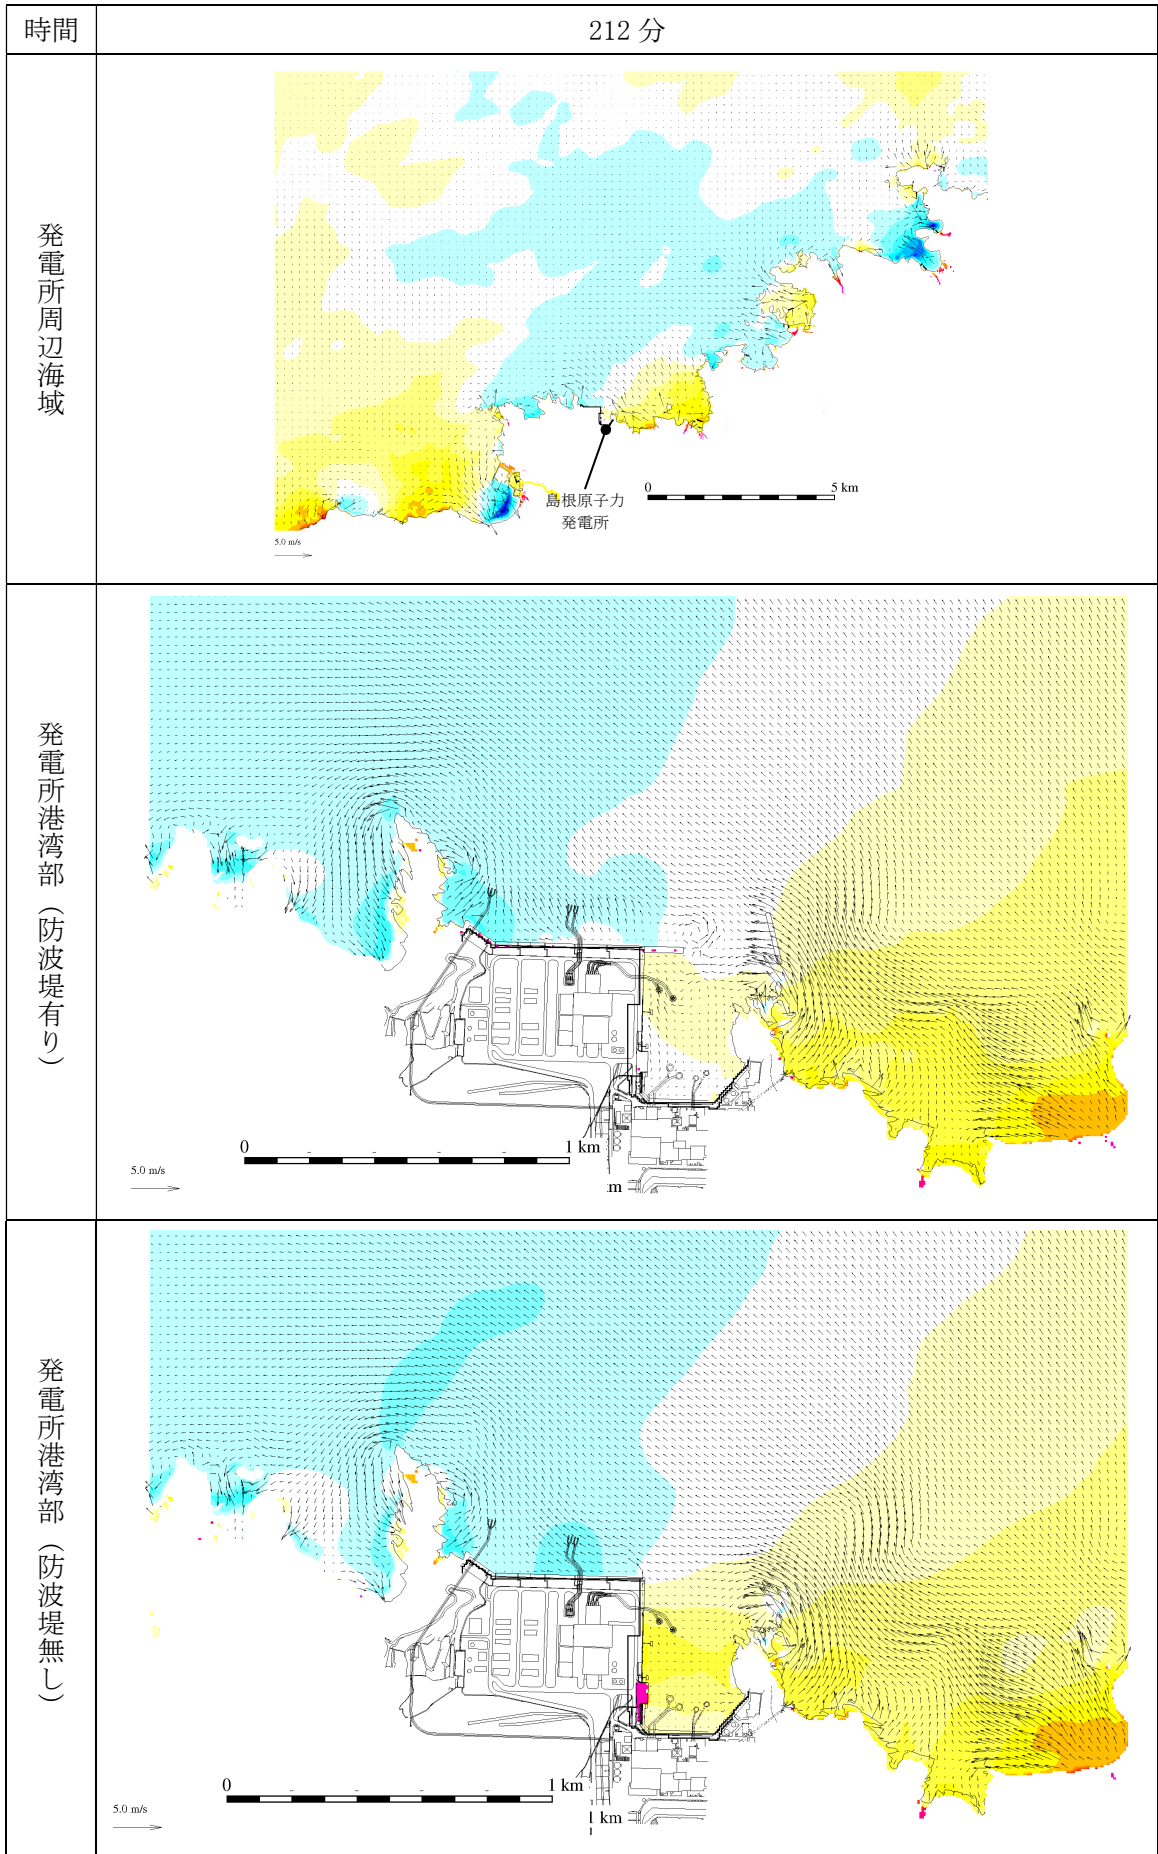 時間
212 分
発電所周辺海域
島根原子力
発電所
0
5 km
5.0 m/s
発電所港湾部（防波堤有り）
0
1 km
5.0 m/s
km
発電所港湾部（防波堤無し）
0
1 km
5.0 m/s
1 km